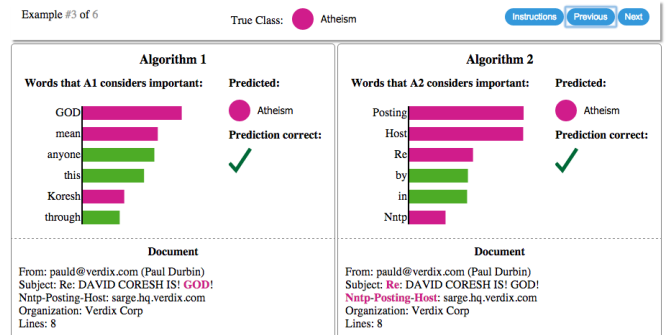 Example #3 of 6
True Class: Atheism
Instructions Previous Next
Algorithm 1
Words that A1 considers important: Predicted:
GOD
mean
anyone
this
Koresh
through
Atheism
Prediction correct:
Document
From: pauld@verdix.com (Paul Durbin)
Subject: Re: DAVID CORESH IS! GOD!
Nntp-Posting-Host: sarge.hq.verdix.com
Organization: Verdix Corp
Lines: 8
Algorithm 2
Words that A2 considers important: Predicted:
Posting
Host
Re
by
in
Nntp
Atheism
Prediction correct:
Document
From: pauld@verdix.com (Paul Durbin)
Subject: Re: DAVID CORESH IS! GOD!
Nntp-Posting-Host: sarge.hq.verdix.com
Organization: Verdix Corp
Lines: 8